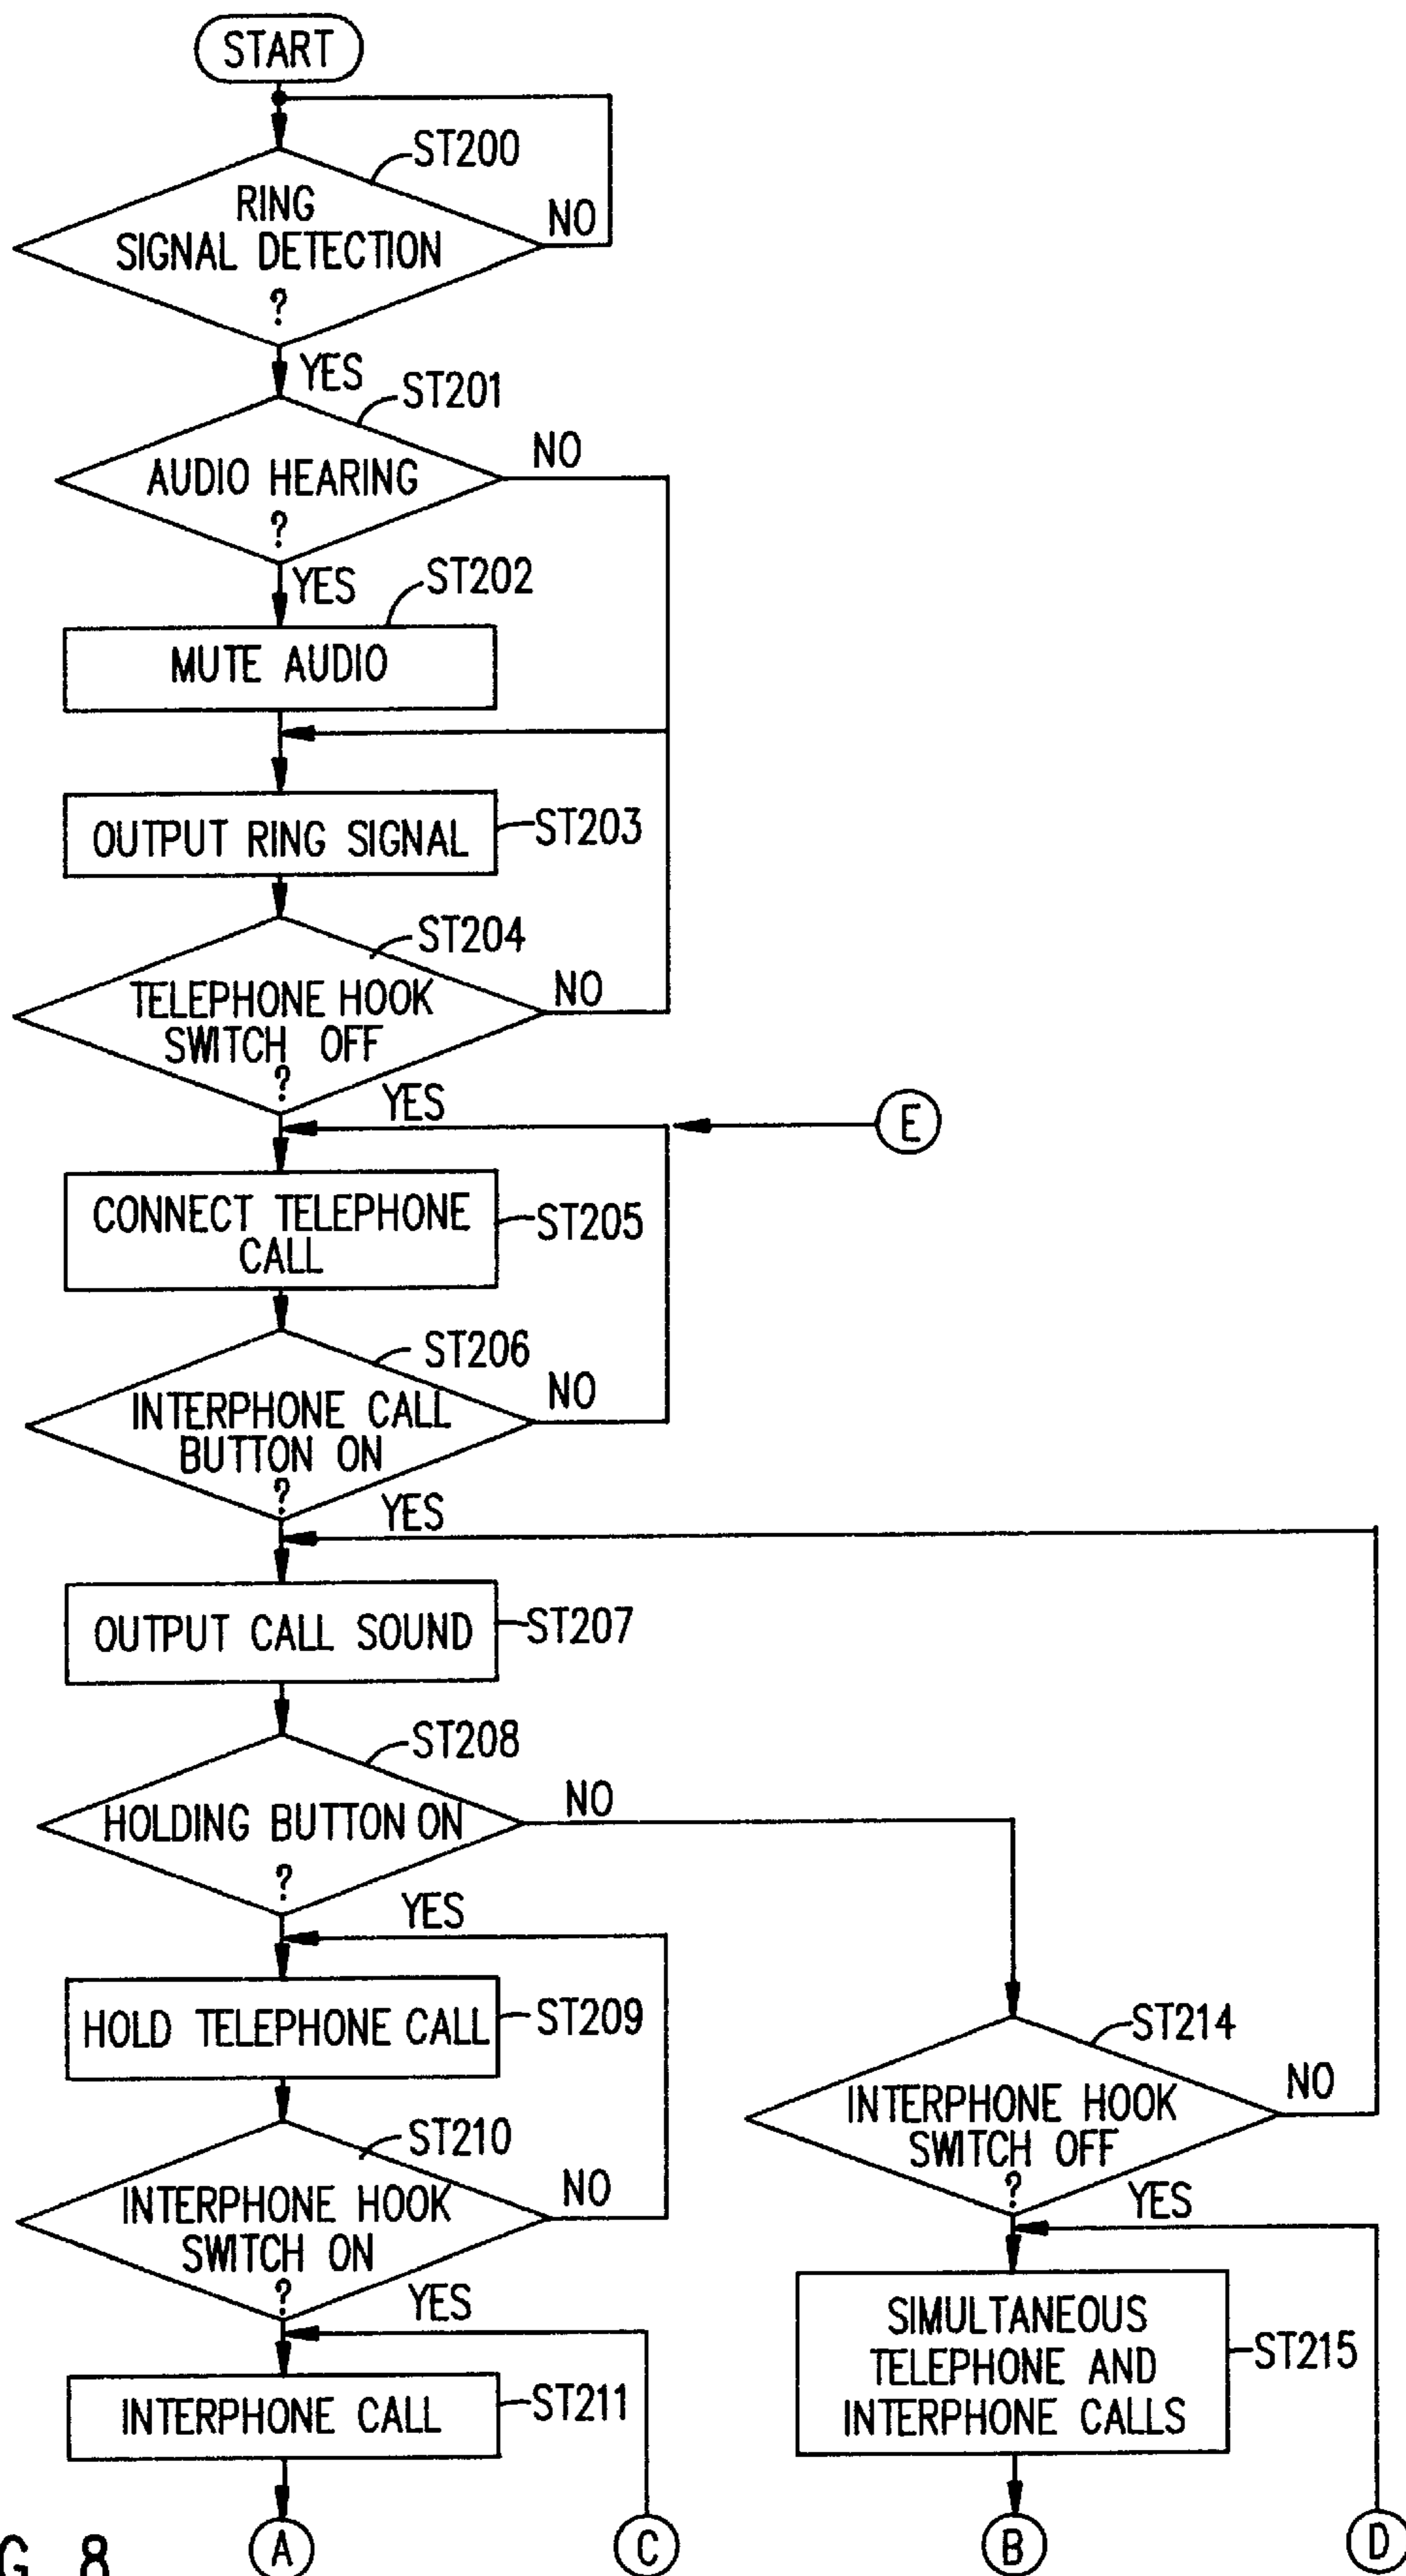 START
ST200
RING
SIGNAL DETECTION
?
NO
YES
ST201
AUDIO HEARING
?
NO
YES
ST202
MUTE AUDIO
OUTPUT RING SIGNAL
ST203
ST204
TELEPHONE HOOK
SWITCH OFF
?
NO
YES
E
CONNECT TELEPHONE
CALL
ST205
ST206
INTERPHONE CALL
BUTTON ON
?
NO
YES
OUTPUT CALL SOUND
ST207
ST208
HOLDING BUTTON ON
?
NO
YES
HOLD TELEPHONE CALL
ST209
ST214
INTERPHONE HOOK
SWITCH OFF
?
NO
YES
ST210
INTERPHONE HOOK
SWITCH ON
?
NO
YES
SIMULTANEOUS
TELEPHONE AND
INTERPHONE CALLS
ST215
INTERPHONE CALL
ST211
A
C
B
D
G. 8